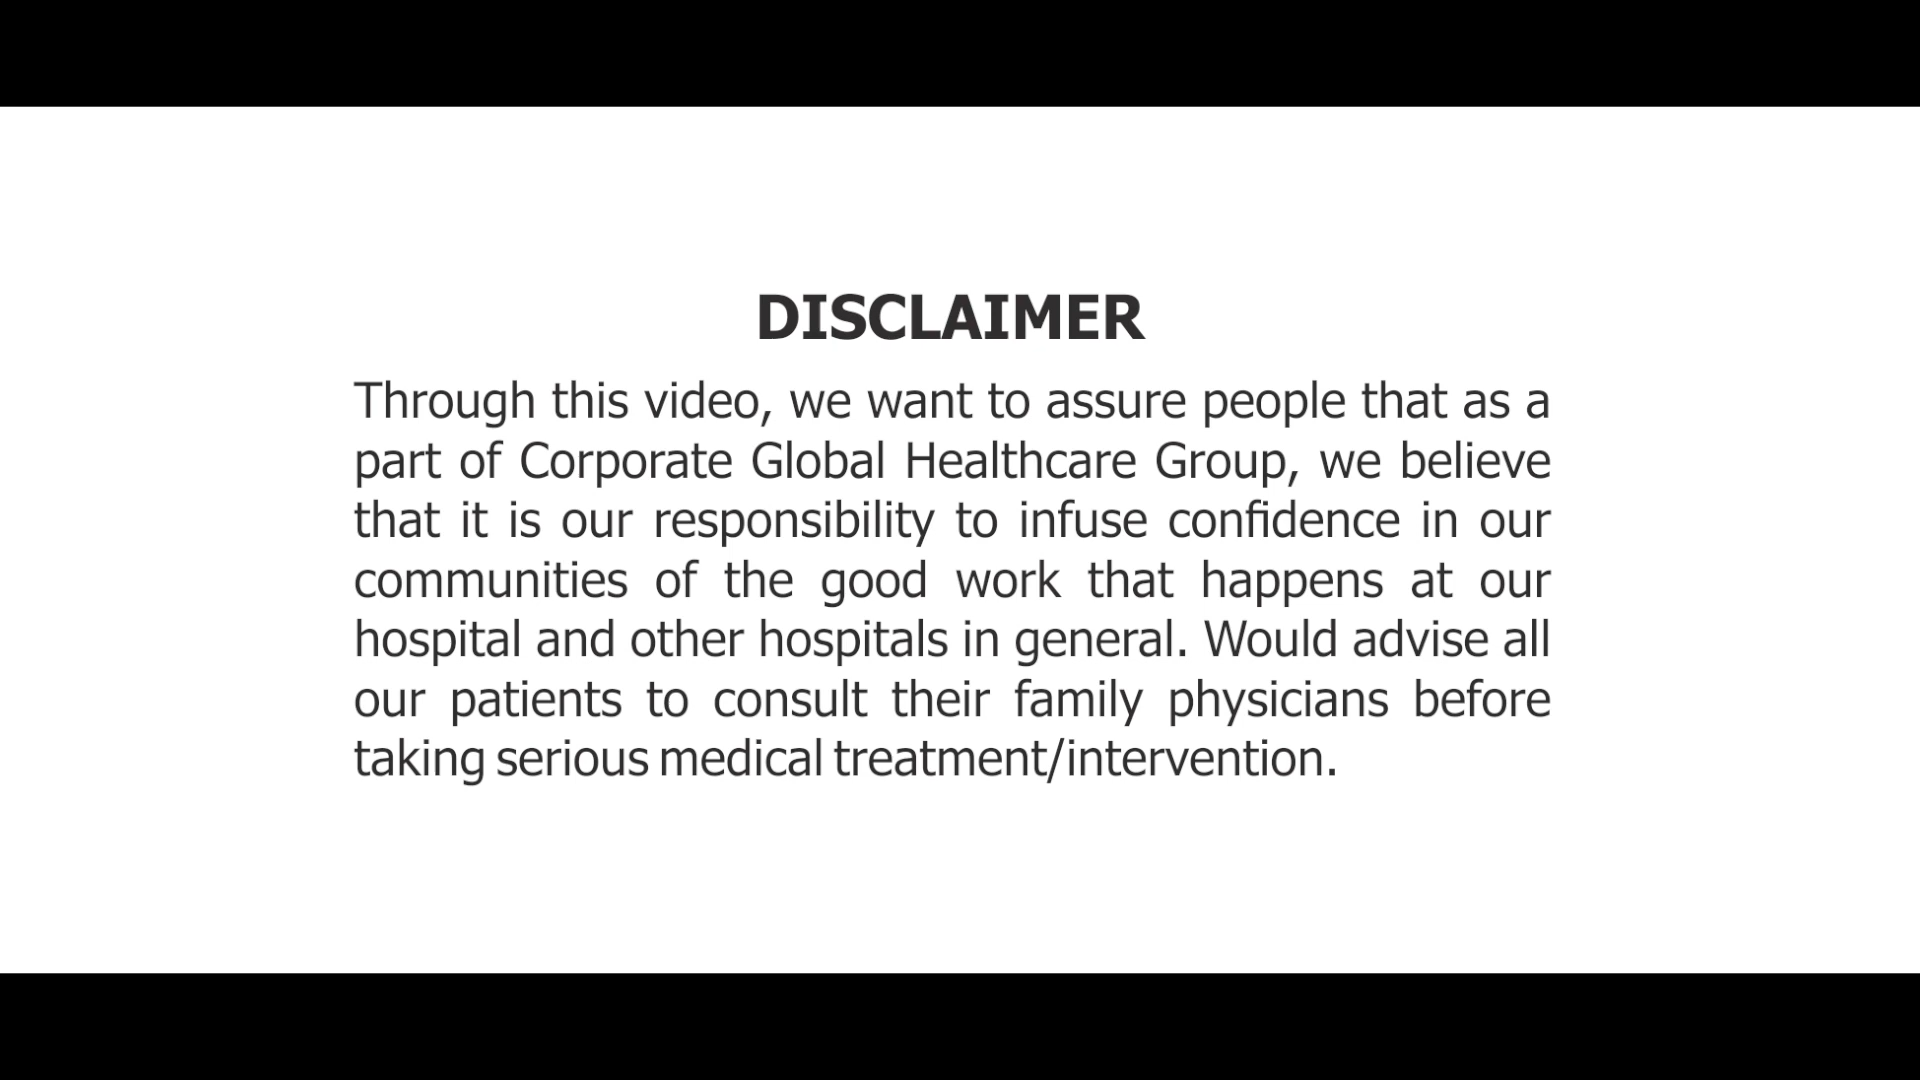 DISCLAIMER
Through this video, we want to assure people that as a
part of Corporate Global Healthcare Group, we believe
that it is our responsibility to infuse confidence in our
communities of the good work that happens at our
hospital and other hospitals in general. Would advise all
our patients to consult their family physicians before
taking serious medical treatment/intervention.